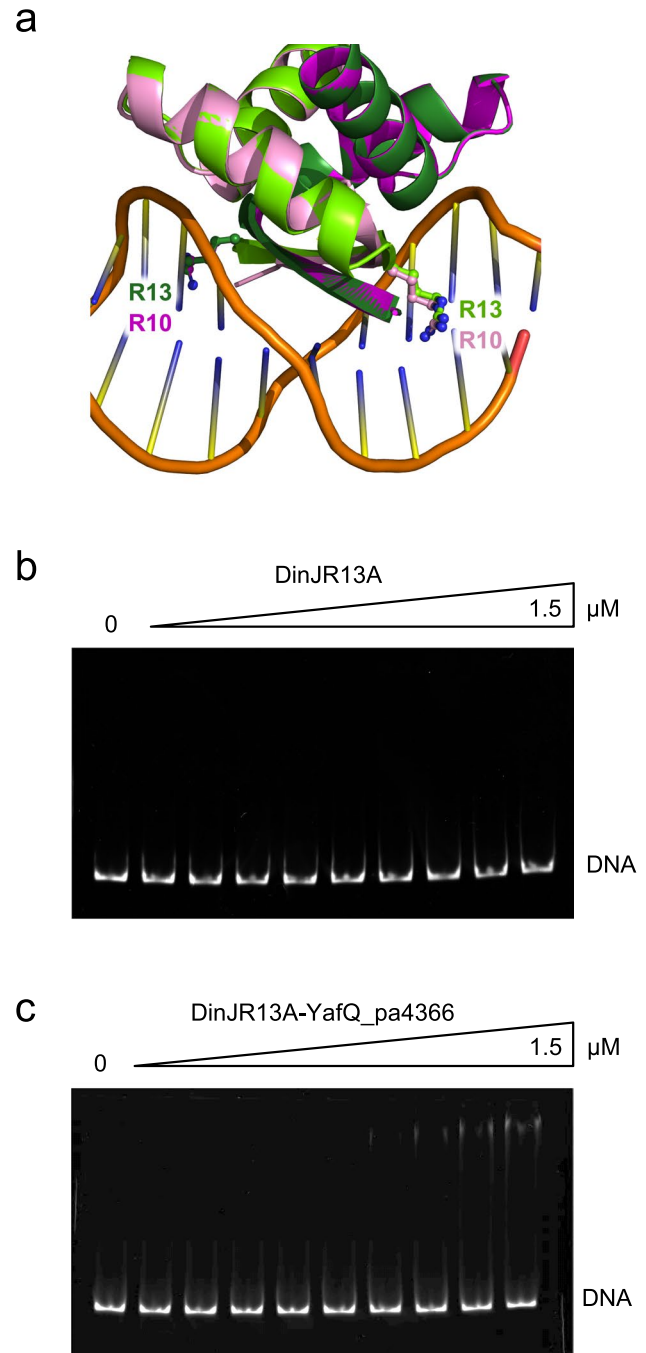 a
R13
R10
R13
R10
b
DinJR13A
0
1.5
µM
DNA
c
DinJR13A-YafQ_pa4366
0
1.5
µM
DNA